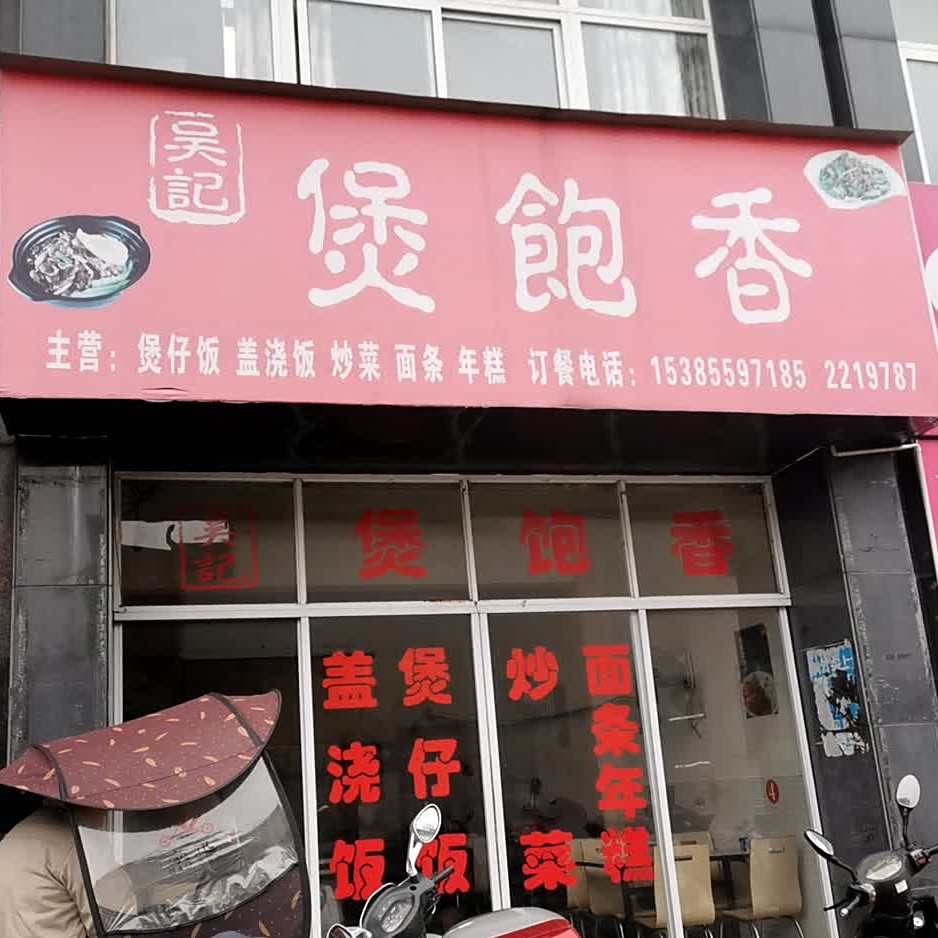 吴記
煲飽香
主营：煲仔饭 盖浇饭 炒菜 面条 年糕 订餐电话：15385597185 2219787
吴記
煲飽香
盖浇饭
煲仔饭
炒菜
面条年糕
4